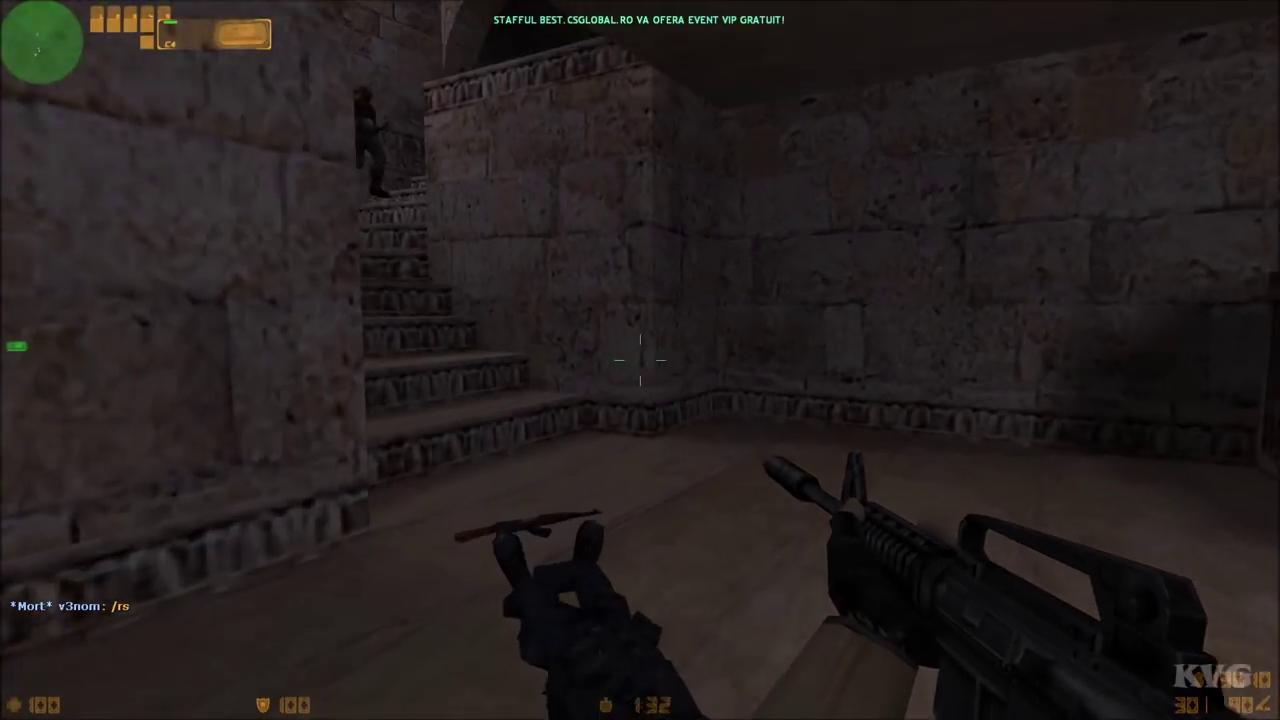 STAFFUL BEST.CSGLOBAL.RO VA OFERA EVENT VIP GRATUIT!
C4
*Mort* v3nom: /rs
100
100
1:32
KVG
30 | 90